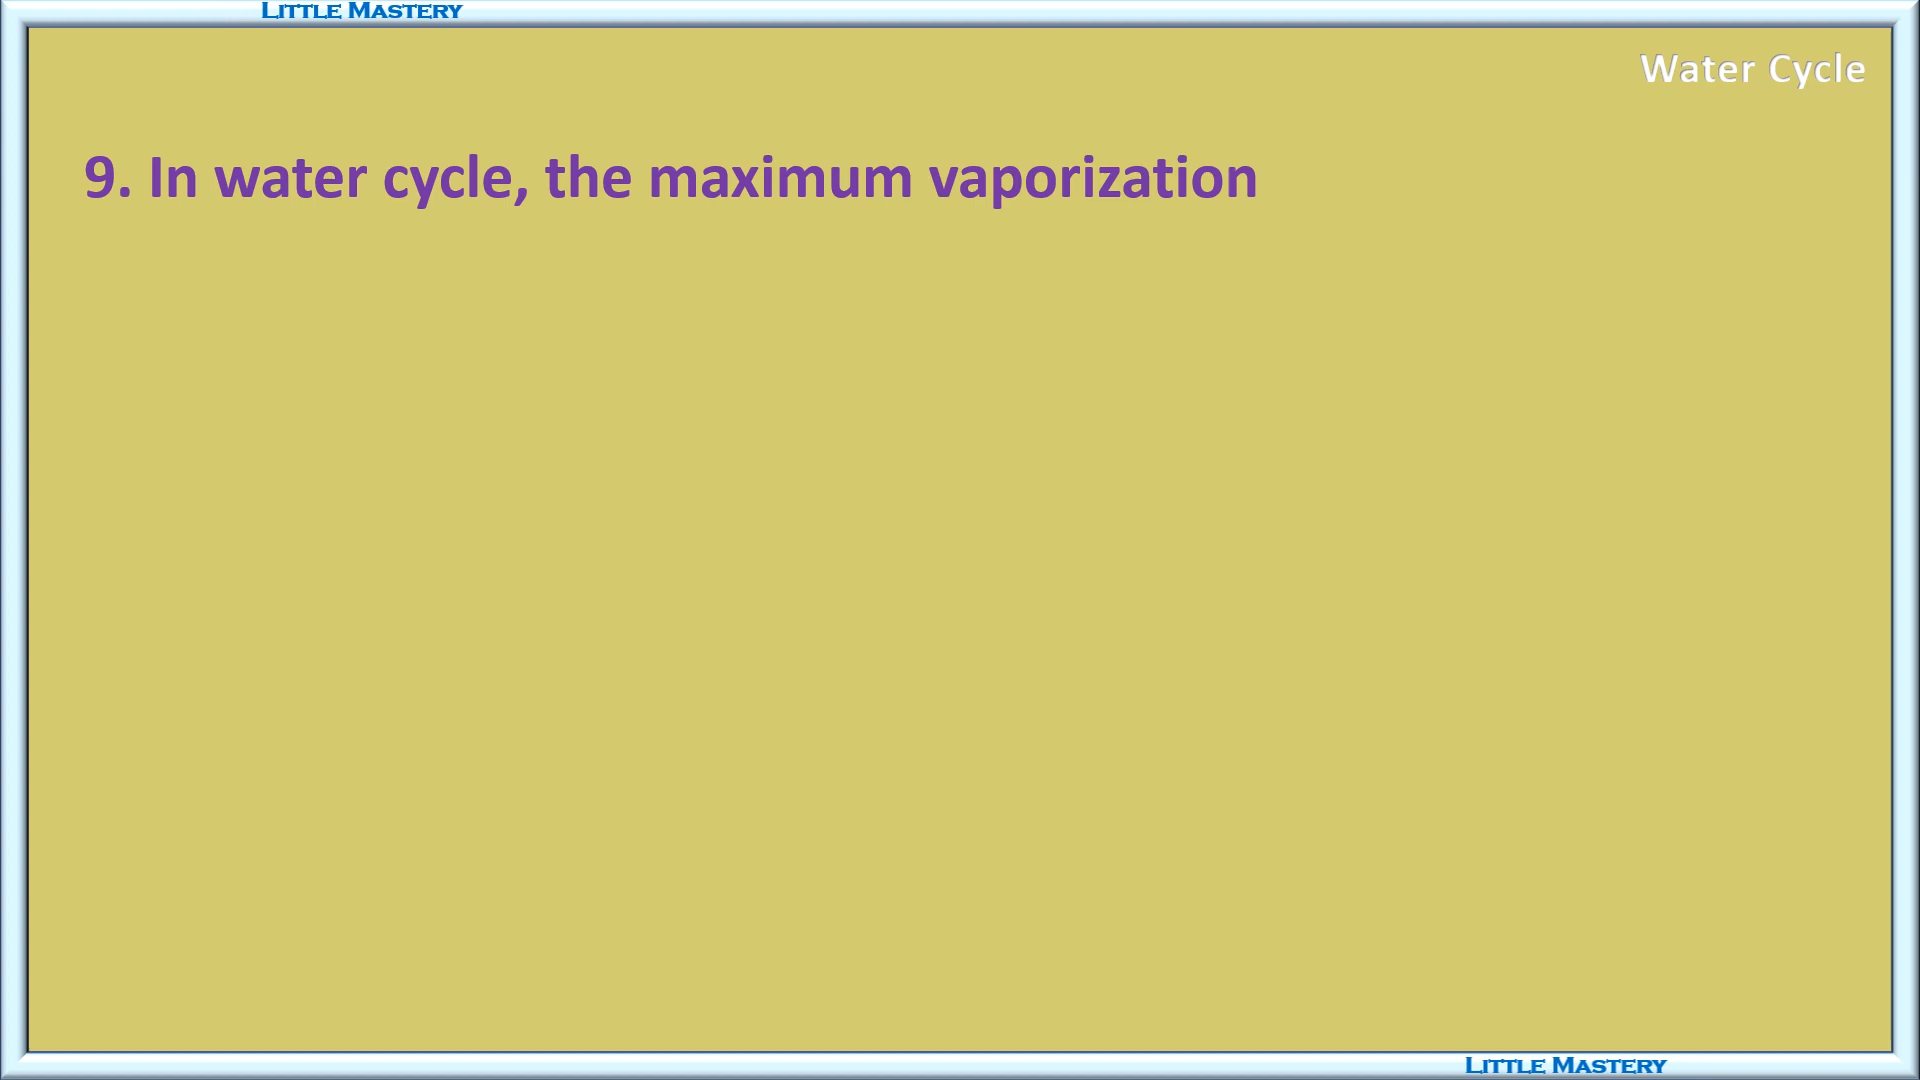 LITTLE MASTERY
Water Cycle
9. In water cycle, the maximum vaporization
LITTLE MASTERY